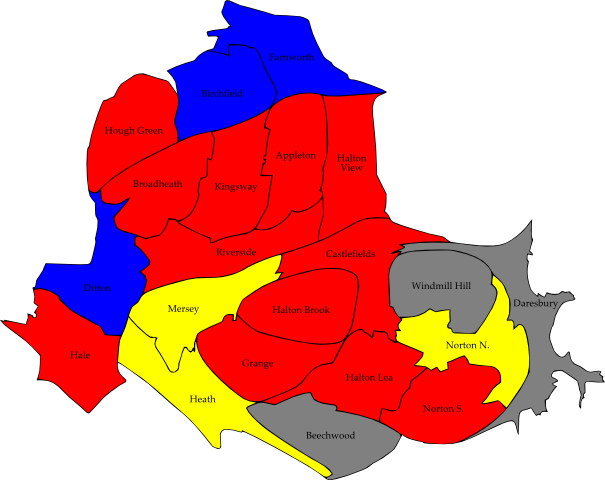 Farnworth
Birchfield
Hough Green
Appleton
Halton
View
Broadheath
Kingsway
Riverside
Castlefields
Ditton
Windmill Hill
Daresbury
Mersey
Halton Brook
Norton N.
Hale
Grange
Halton Lea
Heath
Norton S.
Beechwood